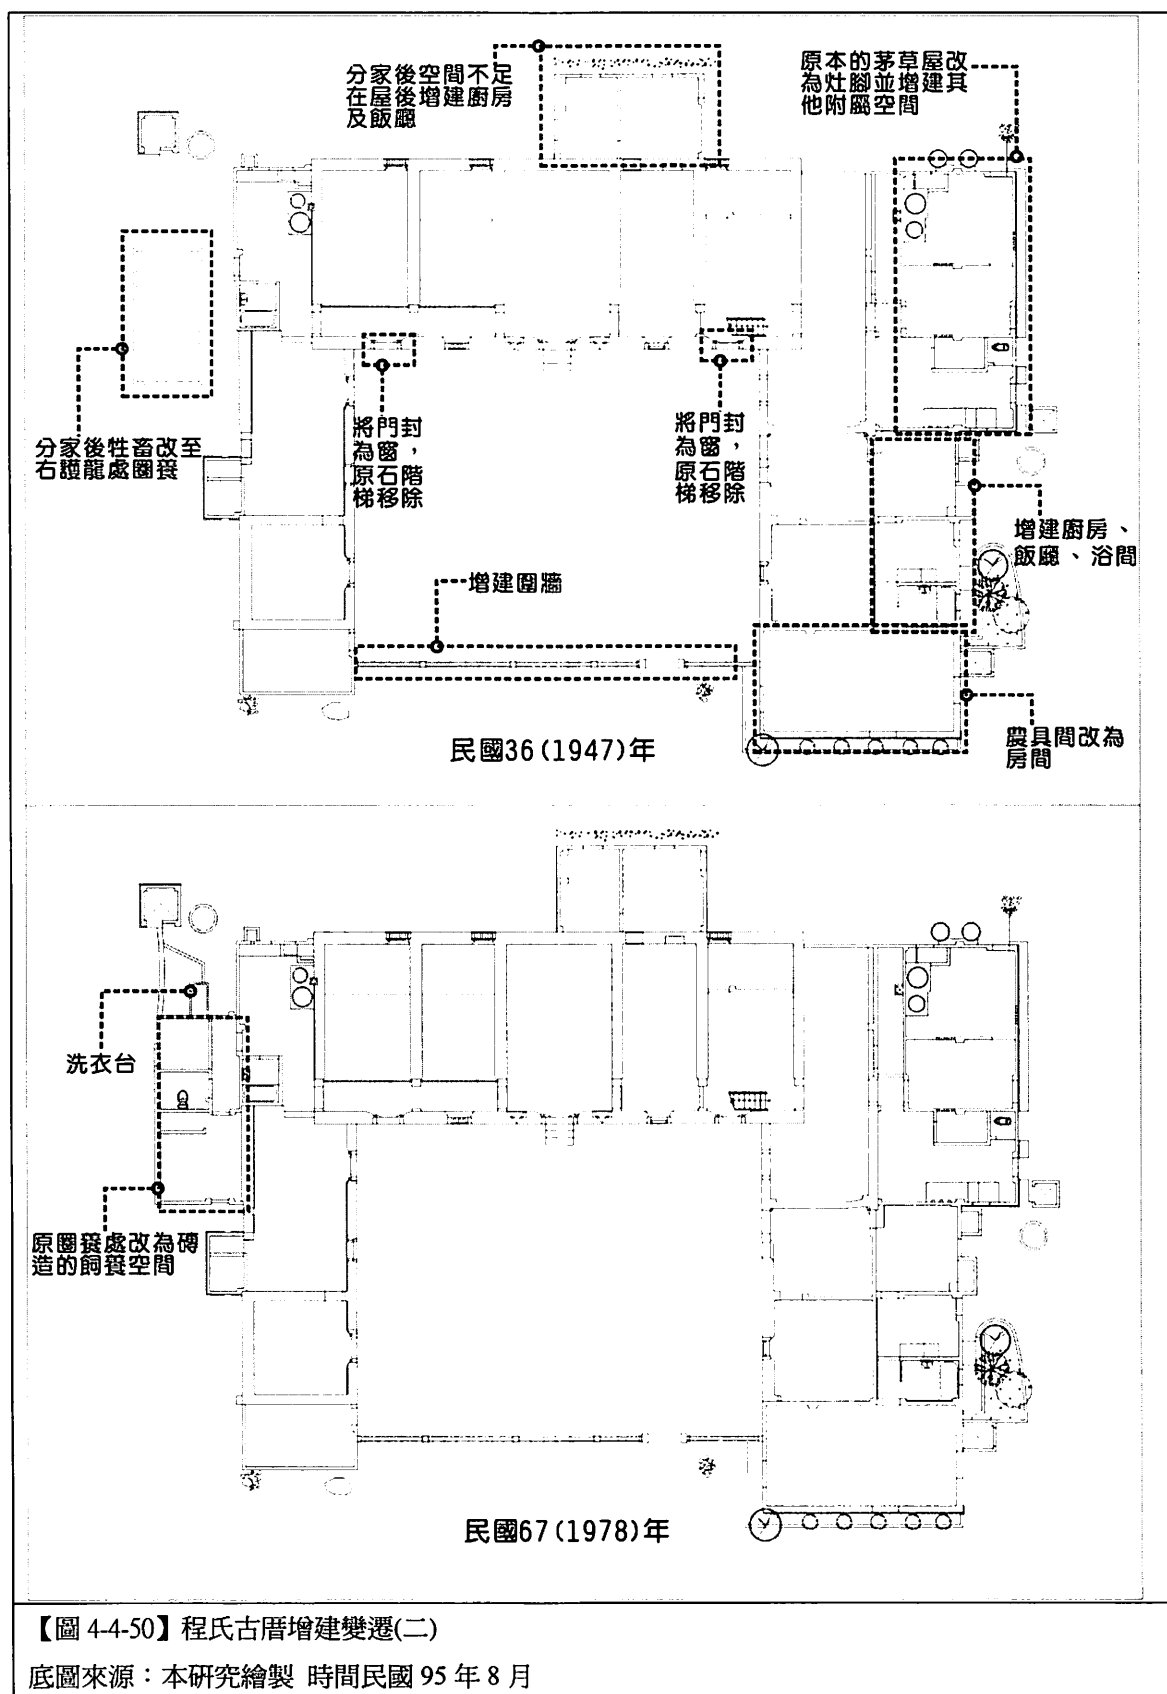 分家後空間不足
在屋後增建廚房
及飯廳
原本的茅草屋改
為灶腳並增建其
他附屬空間
分家後牲畜改至
右護龍處圈養
將門封
為窗，
原石階
梯移除
將門封
為窗，
原石階
梯移除
增建廚房、
飯廳、浴間
增建圍牆
農具間改為
房間
民國36(1947)年
洗衣台
原圈養處改為磚
造的飼養空間
民國67(1978)年
【圖 4-4-50】程氏古厝增建變遷(二)
底圖來源：本研究繪製 時間民國 95 年 8 月